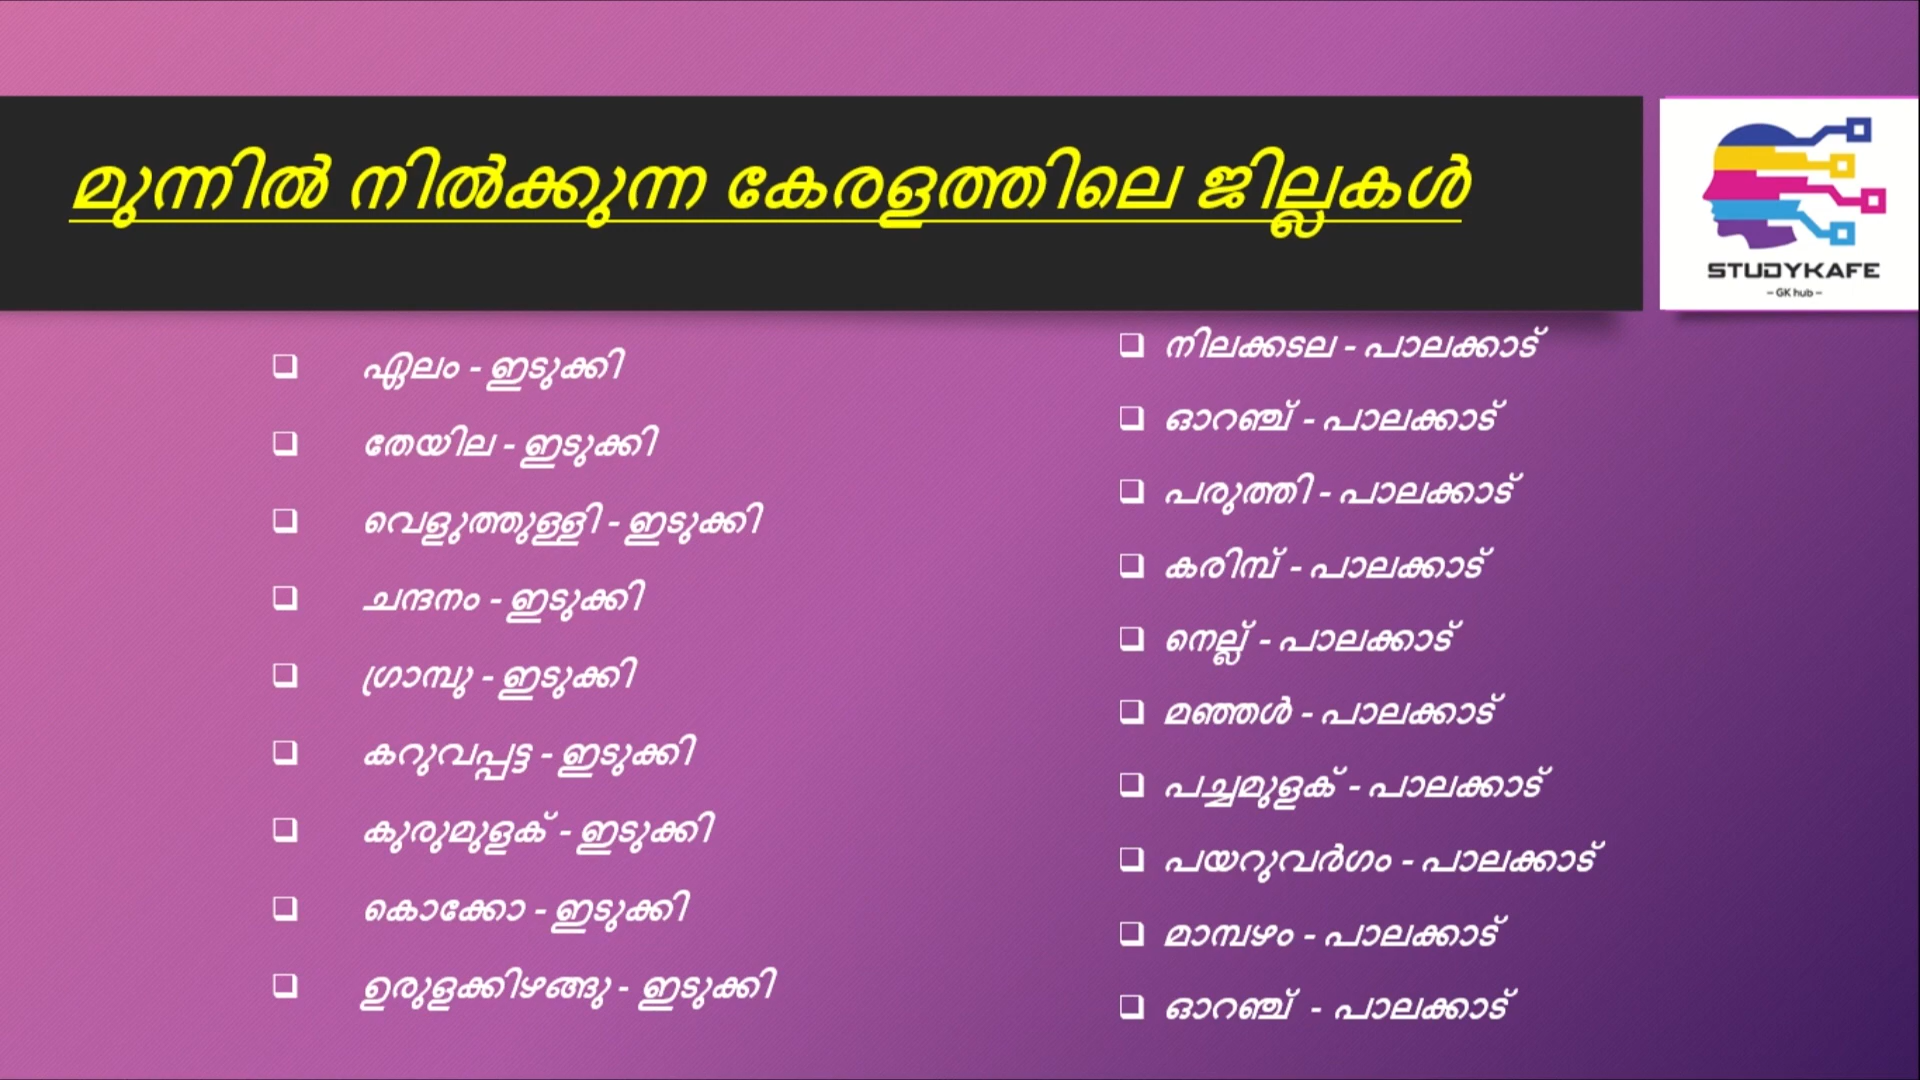 മുന്നിൽ നിൽക്കുന്ന കേരളത്തിലെ ജില്ലകൾ
STUDYKAFE
– GK hub –
ഏലം - ഇടുക്കി
തേയില - ഇടുക്കി
വെളുത്തുള്ളി - ഇടുക്കി
ചന്ദനം - ഇടുക്കി
ഗ്രാമ്പു - ഇടുക്കി
കറുവപ്പട്ട - ഇടുക്കി
കുരുമുളക് - ഇടുക്കി
കൊക്കോ - ഇടുക്കി
ഉരുളക്കിഴങ്ങു - ഇടുക്കി
നിലക്കടല - പാലക്കാട്
ഓറഞ്ച് - പാലക്കാട്
പരുത്തി - പാലക്കാട്
കരിമ്പ് - പാലക്കാട്
നെല്ല് - പാലക്കാട്
മഞ്ഞൾ - പാലക്കാട്
പച്ചമുളക് - പാലക്കാട്
പയറുവർഗം - പാലക്കാട്
മാമ്പഴം - പാലക്കാട്
ഓറഞ്ച് - പാലക്കാട്